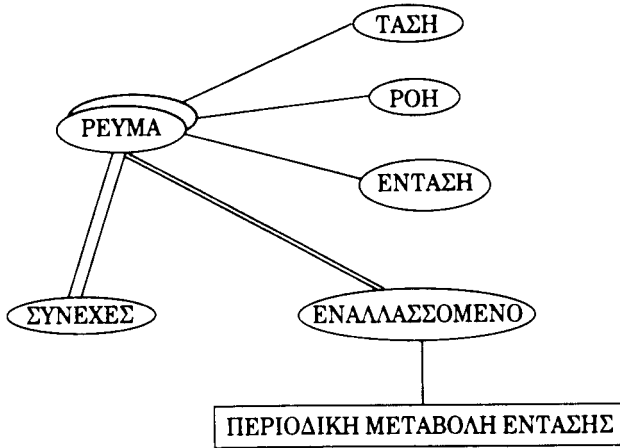 ΤΑΣΗ
ΡΟΗ
ΡΕΥΜΑ
ΕΝΤΑΣΗ
ΣΥΝΕΧΕΣ
ΕΝΑΛΛΑΣΣΟΜΕΝΟ
ΠΕΡΙΟΔΙΚΗ ΜΕΤΑΒΟΛΗ ΕΝΤΑΣΗΣ